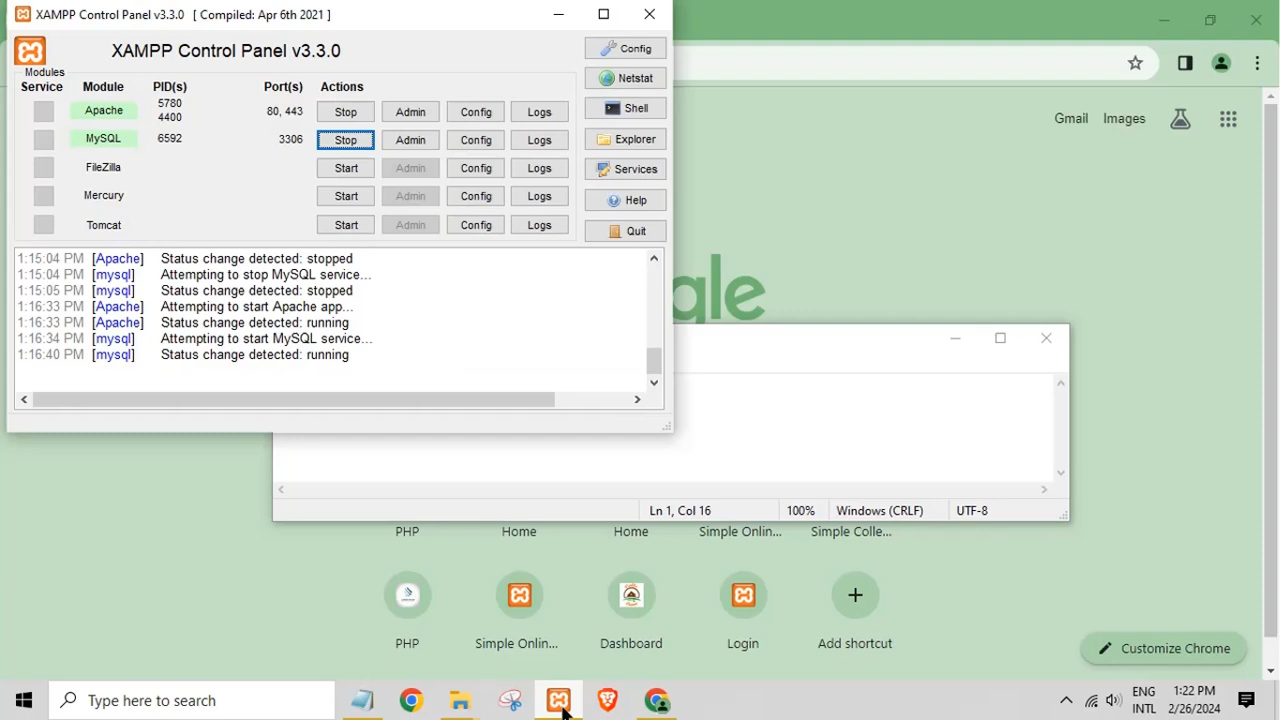 XAMPP Control Panel v3.3.0   [ Compiled: Apr 6th 2021 ]
XAMPP Control Panel v3.3.0
Config
Modules
Service Module PID(s) Port(s) Actions
Netstat
Apache 5780 4400 80, 443 Stop Admin Config Logs
Shell
MySQL 6592 3306 Stop Admin Config Logs
Explorer
FileZilla Start Admin Config Logs
Services
Mercury Start Admin Config Logs
Help
Tomcat Start Admin Config Logs
Quit
1:15:04 PM [Apache] Status change detected: stopped
1:15:04 PM [mysql] Attempting to stop MySQL service...
1:15:05 PM [mysql] Status change detected: stopped
1:16:33 PM [Apache] Attempting to start Apache app...
1:16:33 PM [Apache] Status change detected: running
1:16:34 PM [mysql] Attempting to start MySQL service...
1:16:40 PM [mysql] Status change detected: running
Gmail Images
gle
Ln 1, Col 16 100% Windows (CRLF) UTF-8
PHP Home Home Simple Onlin... Simple Colle...
PHP Simple Onlin... Dashboard Login Add shortcut
Customize Chrome
Type here to search
ENG
INTL
1:22 PM
2/26/2024